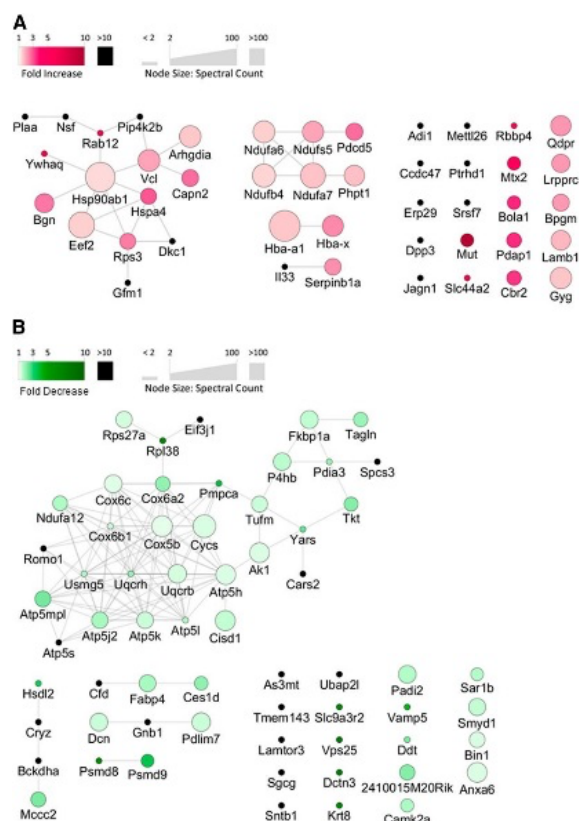 A
1 3 5 10 >10 < 2 2 100 >100
Fold Increase Node Size: Spectral Count
Plaa Nsf Pip4k2b
Rab12
Ywhaq Vcl Arhgdia
Hsp90ab1 Capn2
Bgn Hspa4
Eef2 Rps3 Dkc1
Gfm1
Ndufa6 Ndufs5 Pdcd5
Ndufb4 Ndufa7 Phpt1
Hba-a1 Hba-x
Il33 Serpinb1a
Adi1 Mettl26 Rbbp4 Qdpr
Ccdc47 Ptrhd1 Mtx2 Lrpprc
Erp29 Srsf7 Bola1 Bpgm
Dpp3 Mut Pdap1 Lamb1
Jagn1 Slc44a2 Cbr2 Gyg
B
1 3 5 10 >10 < 2 2 100 >100
Fold Decrease Node Size: Spectral Count
Rps27a Eif3j1
Rpl38
Cox6c Cox6a2 Pmpca
Ndufa12 Cox6b1 Cox5b Cycs
Romo1 Usmg5 Uqcrh Uqcrb Atp5h
Atp5mpl Atp5j2 Atp5k Atp5l Cisd1
Atp5s
Fkbp1a Tagln
P4hb Pdia3 Spcs3
Tufm Tkt
Yars
Ak1 Cars2
Hsdl2 Cfd Fabp4 Ces1d
Cryz Dcn Gnb1 Pdlim7
Bckdha Psmd8 Psmd9
Mccc2
As3mt Ubap2l Padi2 Sar1b
Tmem143 Slc9a3r2 Vamp5 Smyd1
Lamtor3 Vps25 Ddt Bin1
Sgcg Dctn3 2410015M20Rik Anxa6
Sntb1 Krt8 Camk2a